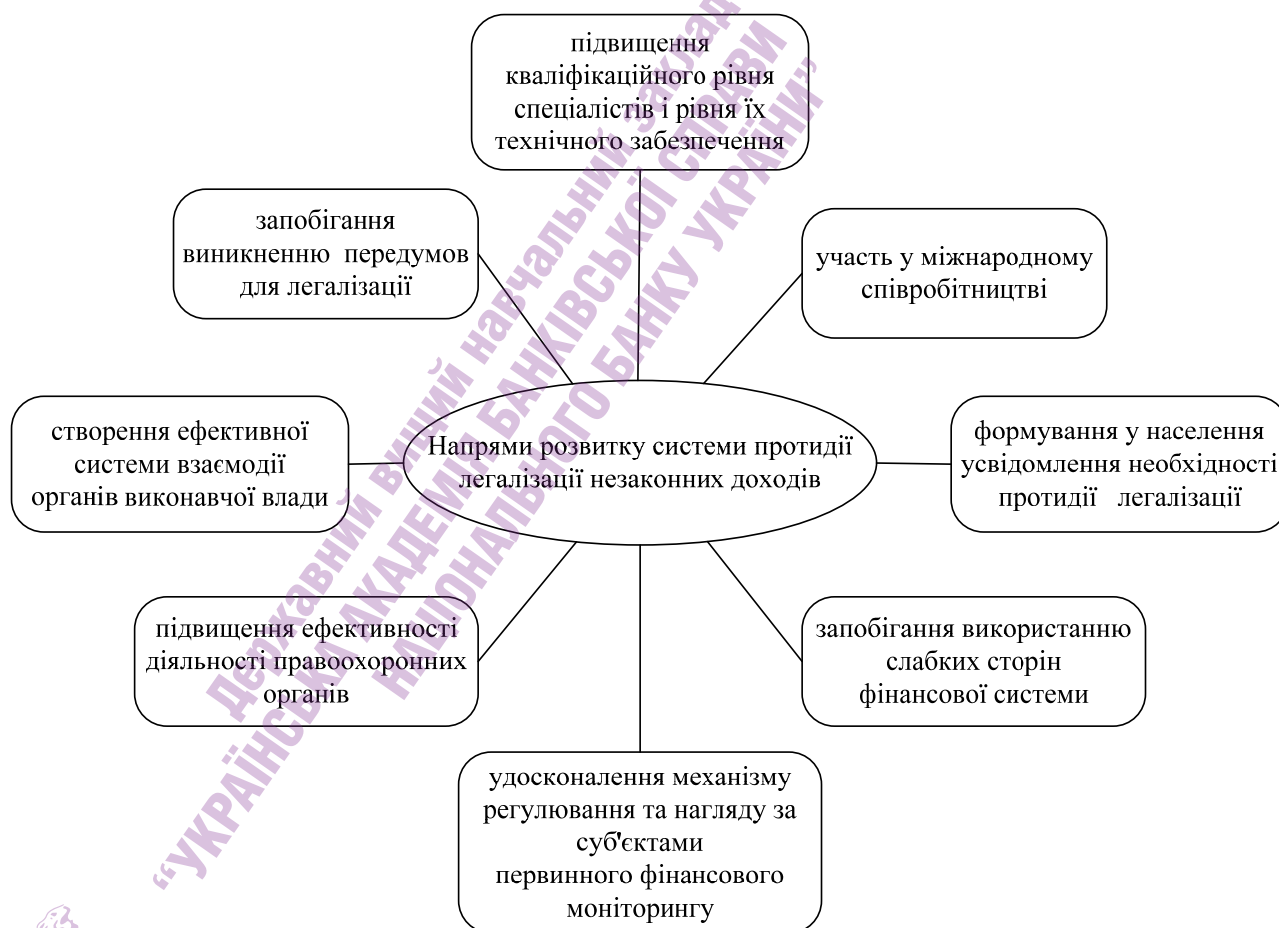 підвищення
кваліфікаційного рівня
спеціалістів і рівня їх
технічного забезпечення
запобігання
виникненню передумов
для легалізації
участь у міжнародному
співробітництві
створення ефективної
системи взаємодії
органів виконавчої влади
Напрями розвитку системи протидії
легалізації незаконних доходів
формування у населення
усвідомлення необхідності
протидії легалізації
підвищення ефективності
діяльності правоохоронних
органів
запобігання використанню
слабких сторін
фінансової системи
удосконалення механізму
регулювання та нагляду за
суб'єктами
первинного фінансового
моніторингу
Державний вищий навчальний заклад
“УКРАЇНСЬКА АКАДЕМІЯ БАНКІВСЬКОЇ СПРАВИ
НАЦІОНАЛЬНОГО БАНКУ УКРАЇНИ”